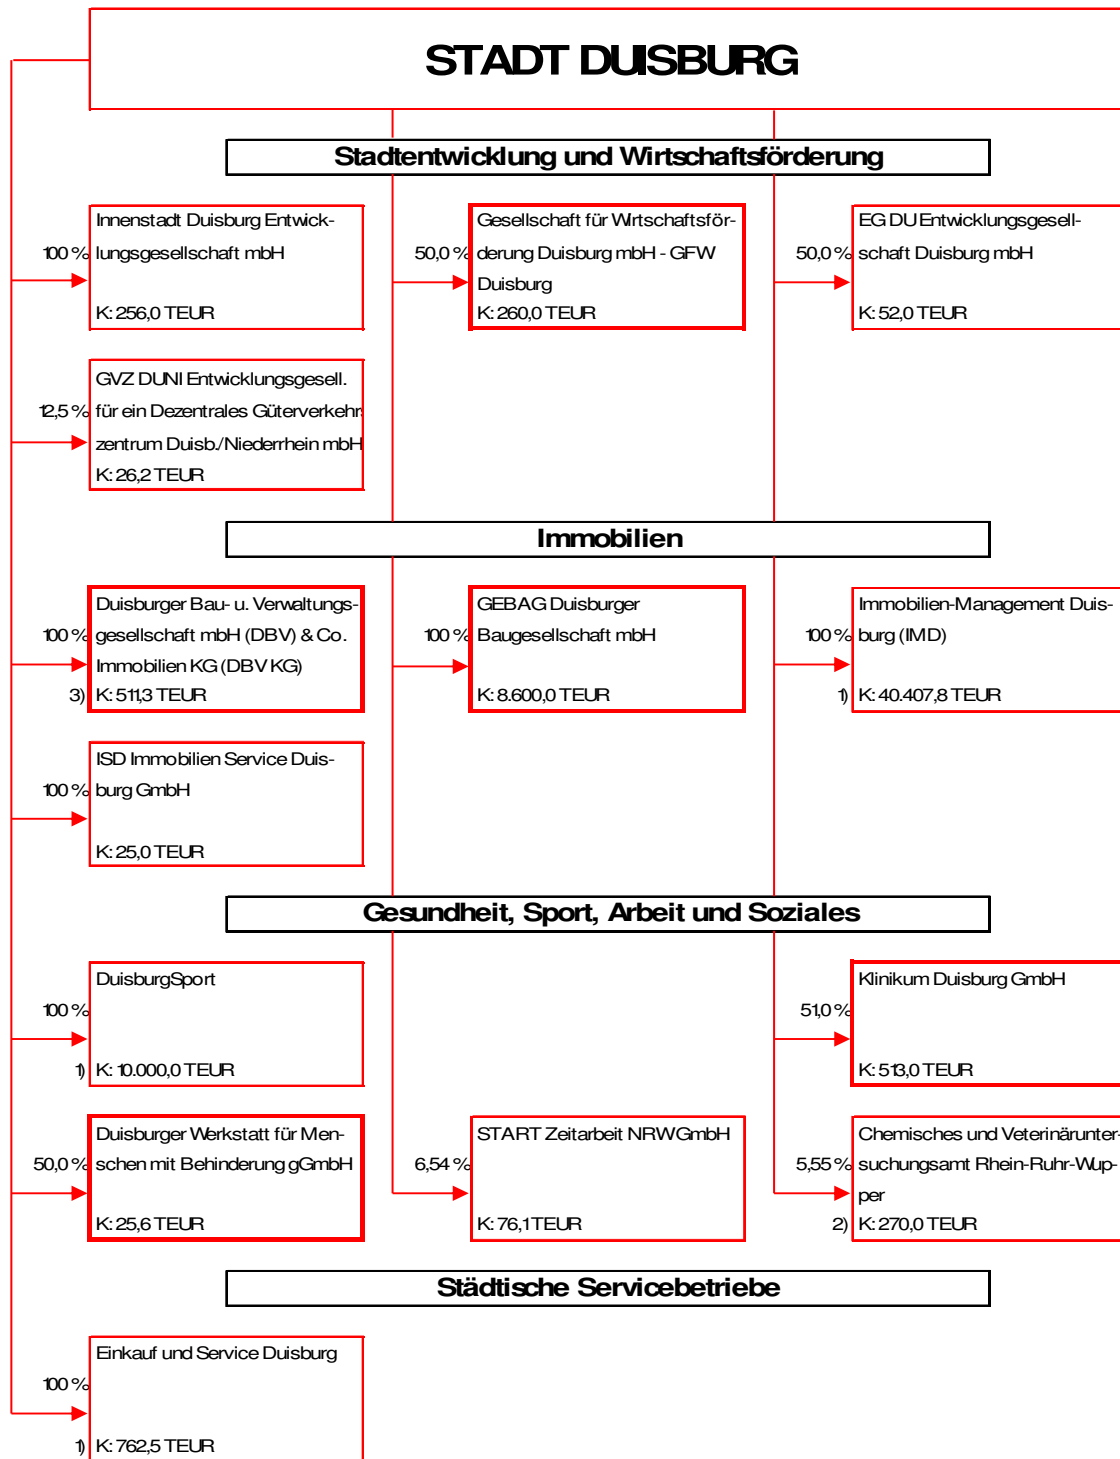 STADT DUISBURG
Stadtentwicklung und Wirtschaftsförderung
Innenstadt Duisburg Entwick-
100 % lungsgesellschaft mbH
K: 256,0 TEUR
Gesellschaft für Wirtschaftsför-
50,0 % derung Duisburg mbH - GFW
Duisburg
K: 260,0 TEUR
EG DU Entwicklungsgesell-
50,0 % schaft Duisburg mbH
K: 52,0 TEUR
GVZ DUNI Entwicklungsgesell.
12,5 % für ein Dezentrales Güterverkehr
zentrum Duisb./Niederrhein mbH
K: 26,2 TEUR
Immobilien
Duisburger Bau- u. Verwaltungs-
100 % gesellschaft mbH (DBV) & Co.
Immobilien KG (DBV KG)
3) K: 511,3 TEUR
GEBAG Duisburger
100 % Baugesellschaft mbH
K: 8.600,0 TEUR
Immobilien-Management Duis-
100 % burg (IMD)
1) K: 40.407,8 TEUR
ISD Immobilien Service Duis-
100 % burg GmbH
K: 25,0 TEUR
Gesundheit, Sport, Arbeit und Soziales
DuisburgSport
100 %
1) K: 10.000,0 TEUR
Klinikum Duisburg GmbH
51,0 %
K: 513,0 TEUR
Duisburger Werkstatt für Men-
50,0 % schen mit Behinderung gGmbH
K: 25,6 TEUR
START Zeitarbeit NRW GmbH
6,54 %
K: 76,1 TEUR
Chemisches und Veterinärunter-
5,55 % suchungsamt Rhein-Ruhr-Wup-
per
2) K: 270,0 TEUR
Städtische Servicebetriebe
Einkauf und Service Duisburg
100 %
1) K: 762,5 TEUR